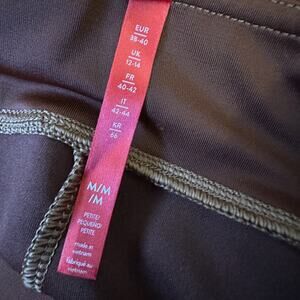 EUR
38-40
UK
12-14
FR
40-42
IT
42-44
KR
66
M/M
/M
PETITE/
PEQUEÑO/
PETITE
made in
vietnam
fabriqué au
vietnam